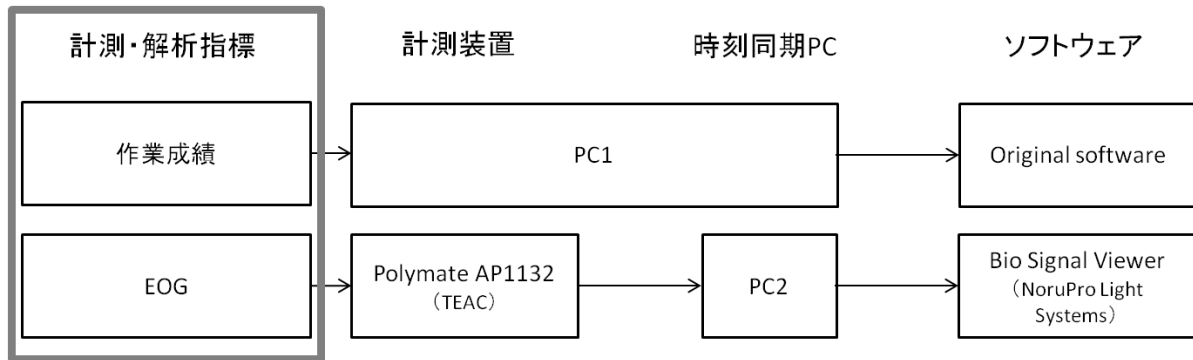 計測・解析指標
計測装置
時刻同期PC
ソフトウェア
作業成績
PC1
Original software
EOG
Polymate AP1132
（TEAC）
PC2
Bio Signal Viewer
（NoruPro Light
Systems）